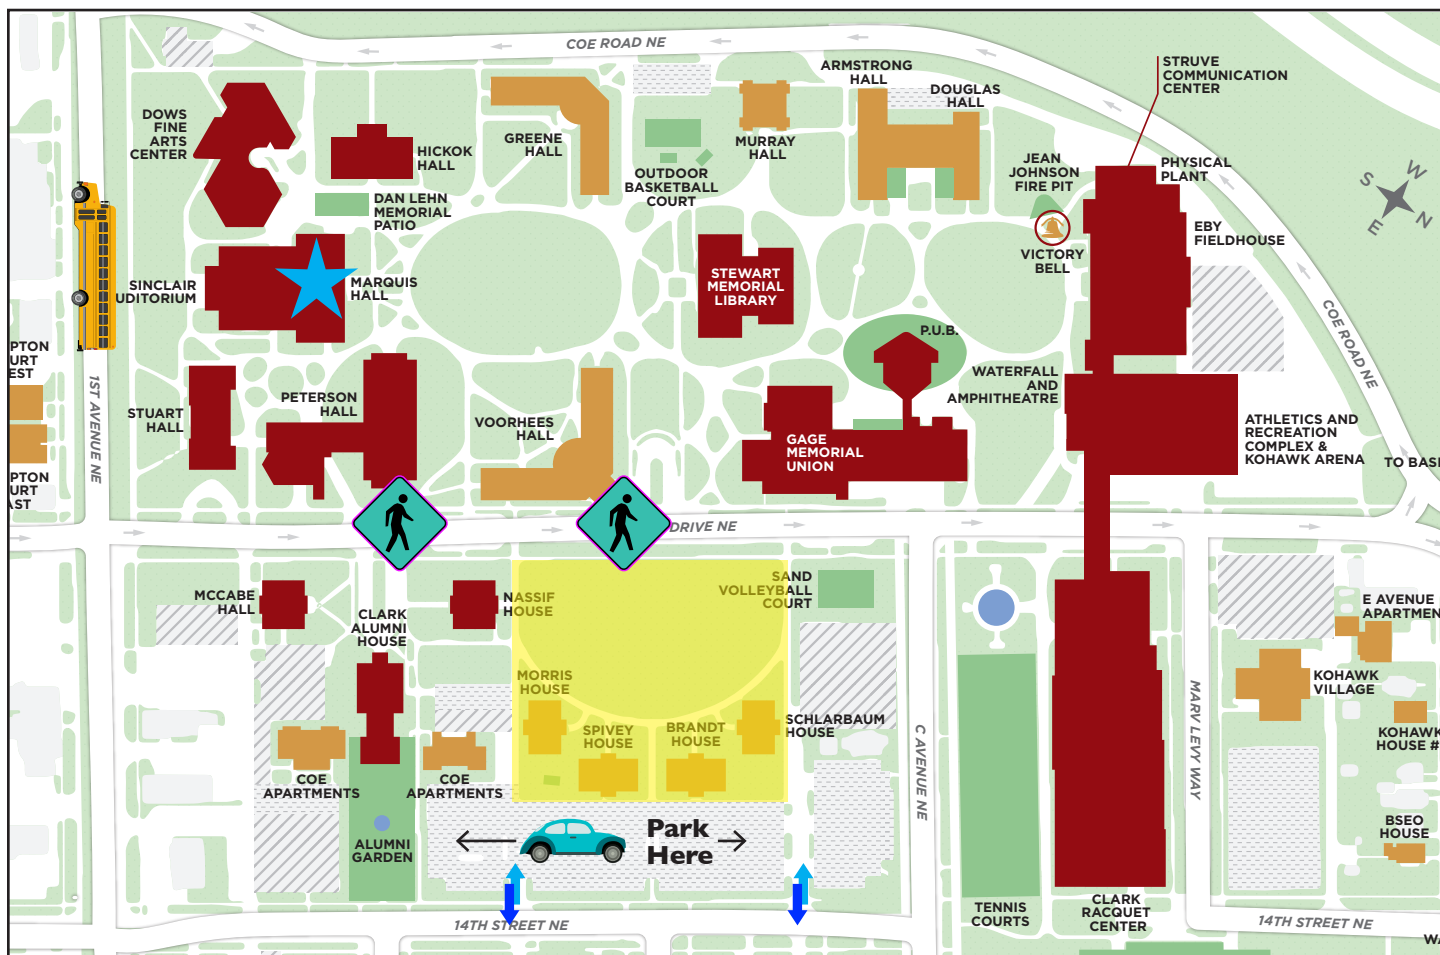 COE ROAD NE
STRUVE
COMMUNICATION
CENTER
ARMSTRONG
HALL
DOUGLAS
HALL
DOWS
FINE
ARTS
CENTER
HICKOK
HALL
GREENE
HALL
MURRAY
HALL
OUTDOOR
BASKETBALL
COURT
JEAN
JOHNSON
FIRE PIT
PHYSICAL
PLANT
W
S
N
E
DAN LEHN
MEMORIAL
PATIO
EBY
FIELDHOUSE
VICTORY
BELL
SINCLAIR
UDITORIUM
MARQUIS
HALL
STEWART
MEMORIAL
LIBRARY
COE ROAD NE
P.U.B.
PTON
URT
EST
1ST AVENUE NE
STUART
HALL
PETERSON
HALL
VOORHEES
HALL
WATERFALL
AND
AMPHITHEATRE
GAGE
MEMORIAL
UNION
ATHLETICS AND
RECREATION
COMPLEX &
KOHAWK ARENA
TO BASE
PTON
URT
AST
DRIVE NE
MCCABE
HALL
CLARK
ALUMNI
HOUSE
NASSIF
HOUSE
SAND
VOLLEYBALL
COURT
E AVENUE
APARTMEN
MORRIS
HOUSE
SPIVEY
HOUSE
BRANDT
HOUSE
SCHLARBAUM
HOUSE
C AVENUE NE
MARV LEVY WAY
KOHAWK
VILLAGE
KOHAWK
HOUSE #
COE
APARTMENTS
COE
APARTMENTS
Park
Here
ALUMNI
GARDEN
BSEO
HOUSE
TENNIS
COURTS
CLARK
RACQUET
CENTER
14TH STREET NE
14TH STREET NE
WA